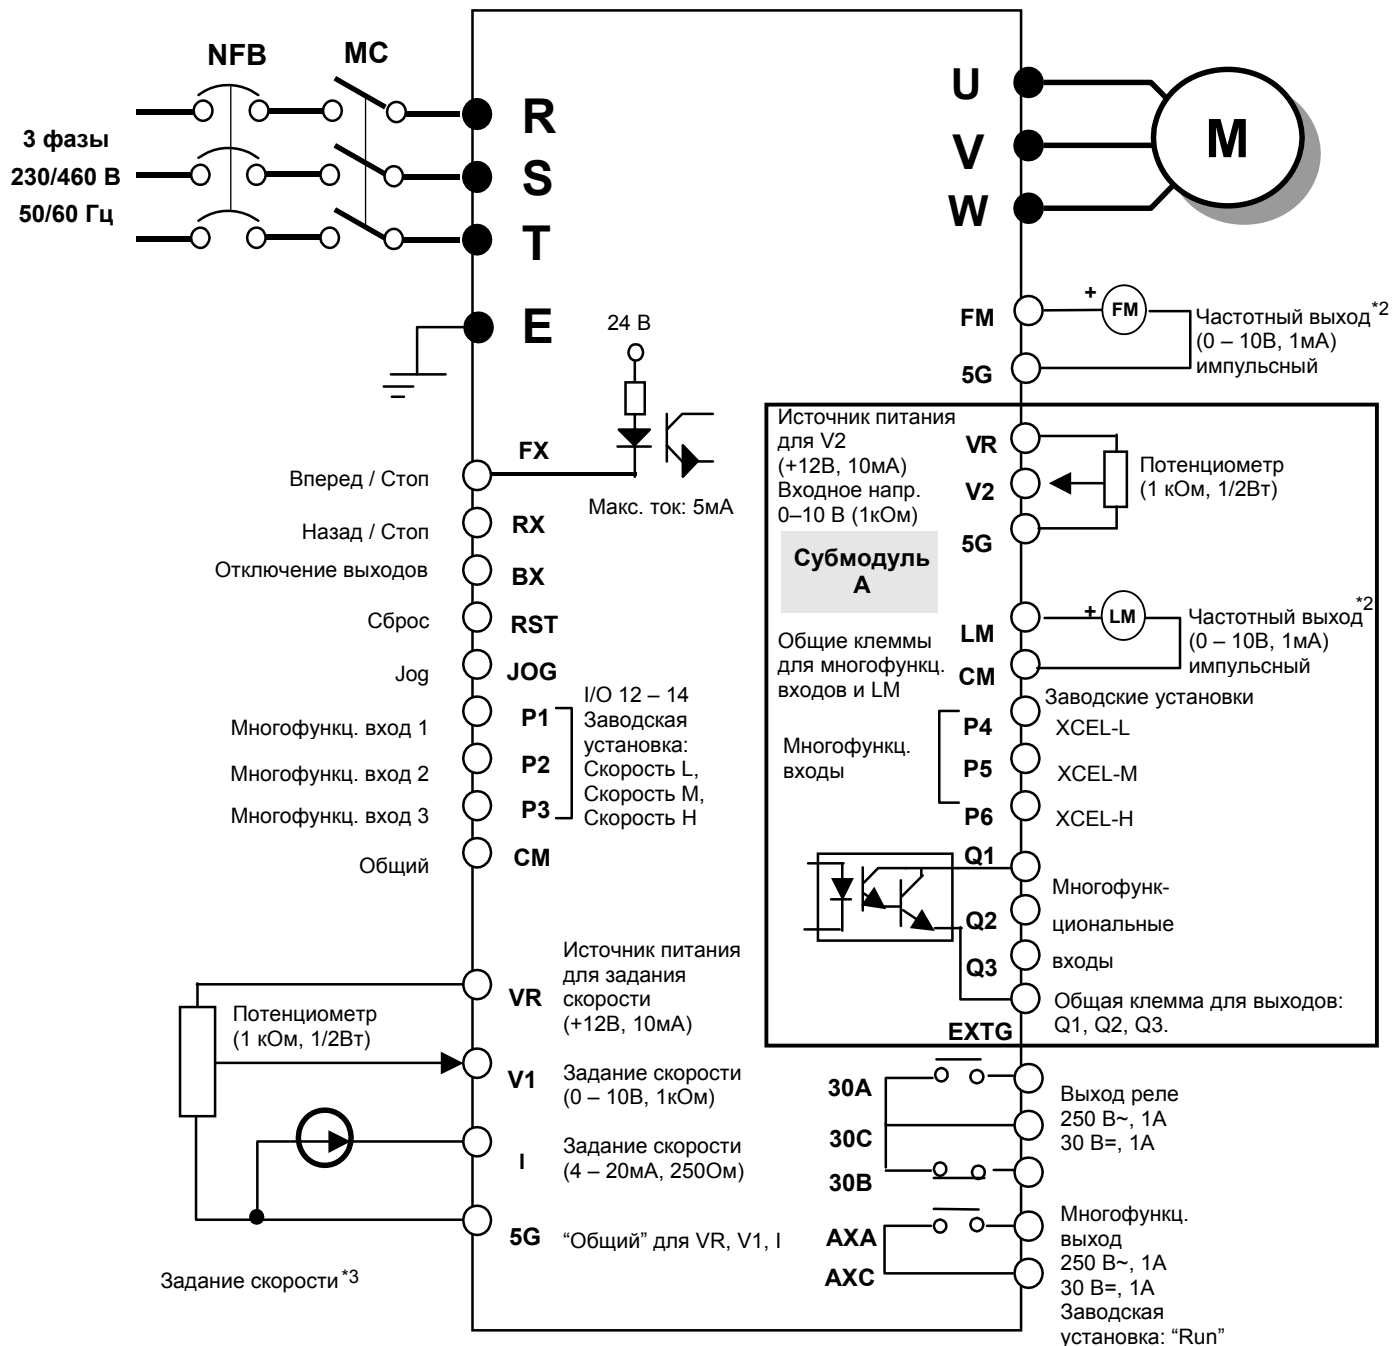 NFB
MC
3 фазы
230/460 В
50/60 Гц
R
S
T
E
U
V
W
M
24 В
FX
Макс. ток: 5мА
Вперед / Стоп
Назад / Стоп
RX
Отключение выходов
BX
Сброс
RST
Jog
JOG
Многофункц. вход 1
P1
Многофункц. вход 2
P2
Многофункц. вход 3
P3
I/O 12 – 14
Заводская
установка:
Скорость L,
Скорость M,
Скорость H
Общий
CM
Потенциометр
(1 кОм, 1/2Вт)
VR
Источник питания
для задания
скорости
(+12В, 10мА)
V1
Задание скорости
(0 – 10В, 1кОм)
I
Задание скорости
(4 – 20мА, 250Ом)
5G
“Общий” для VR, V1, I
Задание скорости *3
FM
+
FM
Частотный выход *2
(0 – 10В, 1мА)
импульсный
5G
Источник питания
для V2
(+12В, 10мА)
Входное напр.
0–10 В (1кОм)
VR
V2
5G
Потенциометр
(1 кОм, 1/2Вт)
Субмодуль
А
LM
+
LM
Частотный выход *2
(0 – 10В, 1мА)
импульсный
CM
Общие клеммы
для многофункц.
входов и LM
Заводские установки
Многофункц.
входы
P4
XCEL-L
P5
XCEL-M
P6
XCEL-H
Q1
Q2
Q3
Многофунк-
циональные
входы
EXTG
Общая клемма для выходов:
Q1, Q2, Q3.
30A
30C
30B
Выход реле
250 В~, 1А
30 В=, 1А
AXA
AXC
Многофункц.
выход
250 В~, 1А
30 В=, 1А
Заводская
установка: “Run”